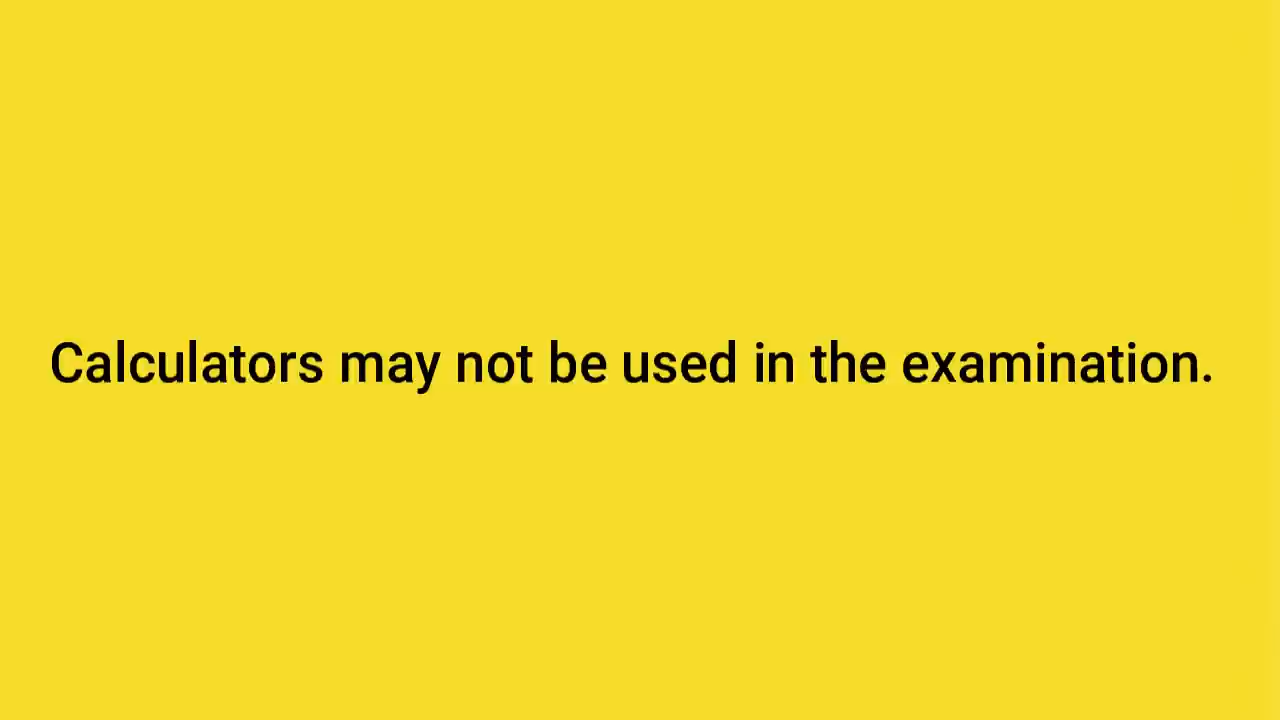 Calculators may not be used in the examination.